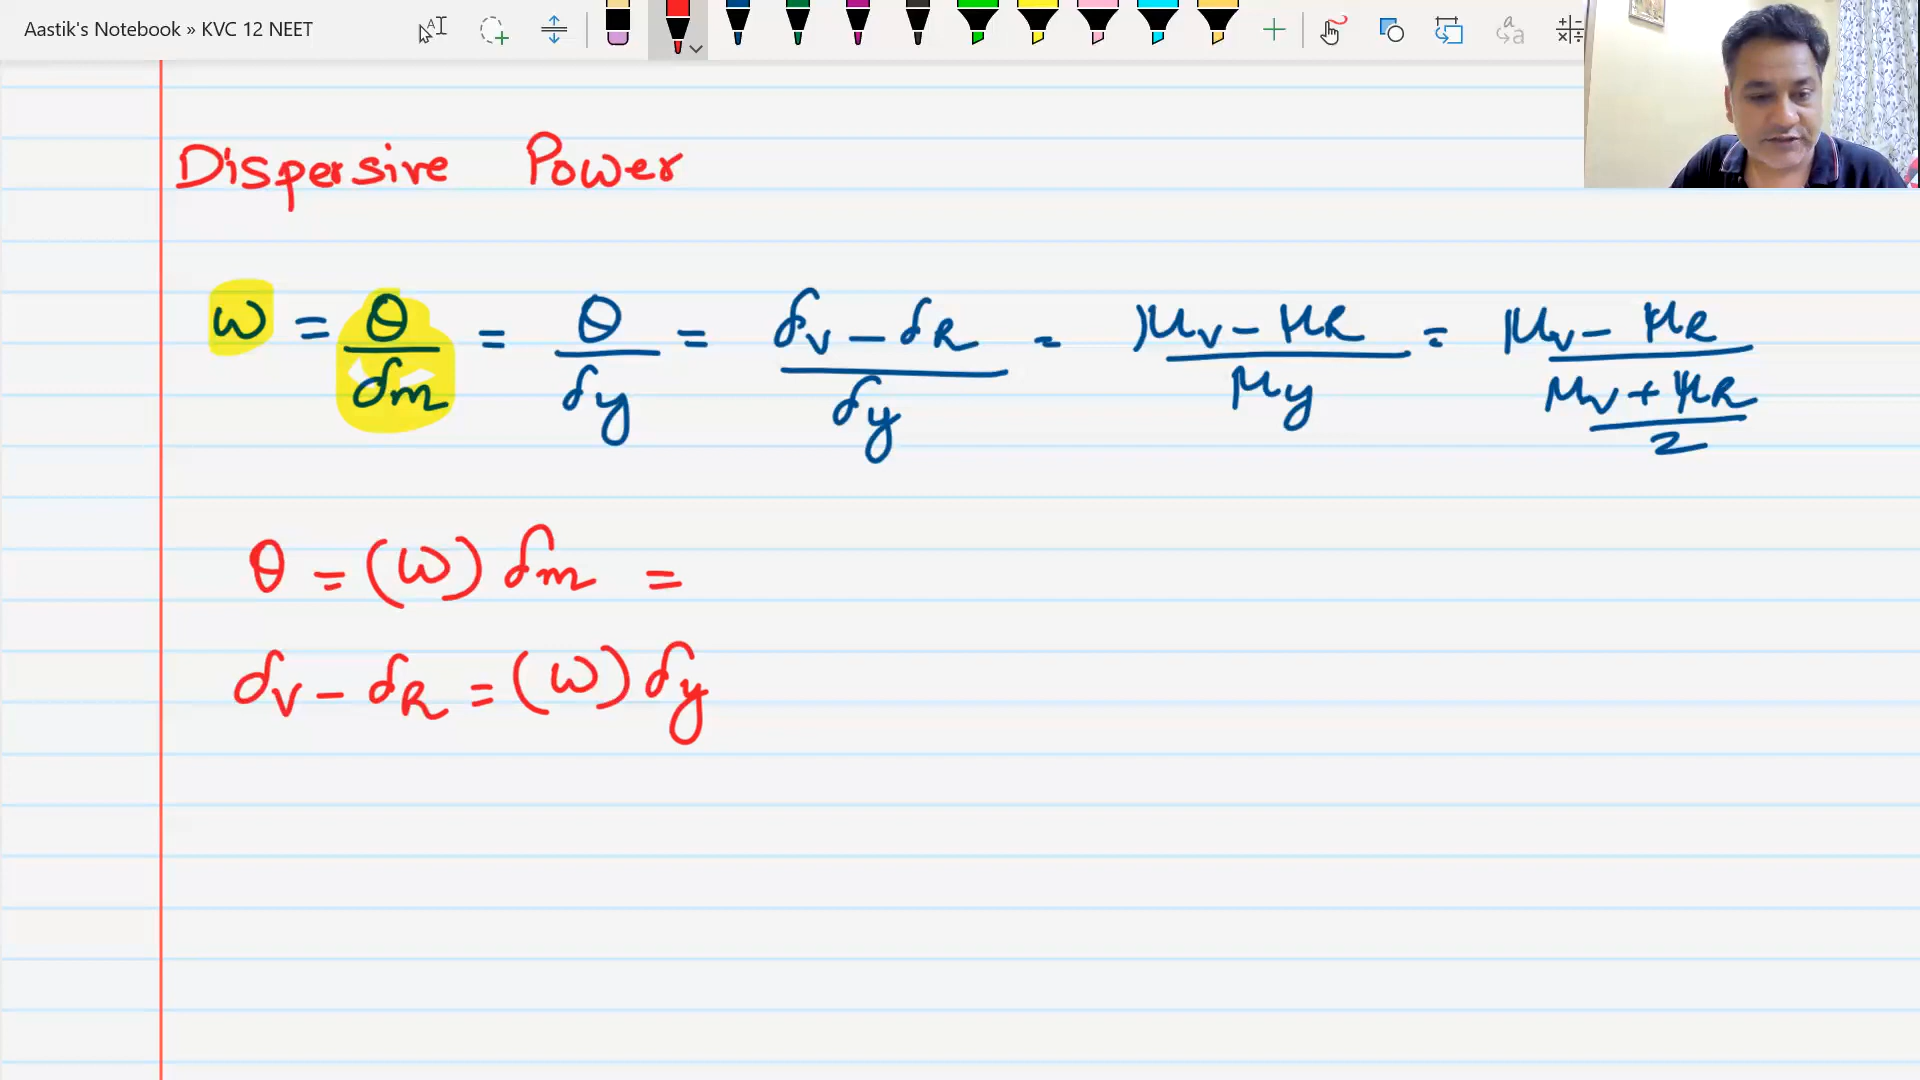 Aastik's Notebook » KVC 12 NEET
Dispersive Power
ω = θ/δm = θ/δy = (δv − δR)/δy = (μv − μR)/μy = (μv − μR)/((μv + μR)/2)
θ = (ω) δm =
δv − δR = (ω) δy